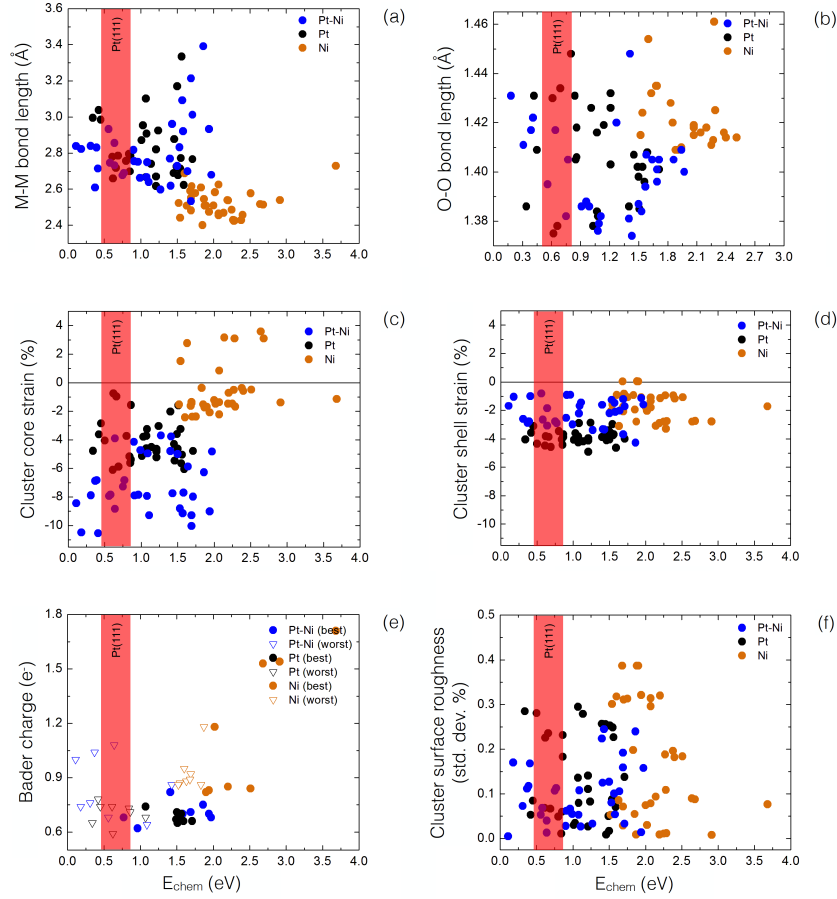 (a)
M-M bond length (Å)
3.6
3.4
3.2
3.0
2.8
2.6
2.4
Pt(111)
Pt-Ni
Pt
Ni
0.0 0.5 1.0 1.5 2.0 2.5 3.0 3.5 4.0
(b)
O-O bond length (Å)
1.46
1.44
1.42
1.40
1.38
Pt(111)
Pt-Ni
Pt
Ni
0.0 0.3 0.6 0.9 1.2 1.5 1.8 2.1 2.4 2.7 3.0
(c)
Cluster core strain (%)
4
2
0
-2
-4
-6
-8
-10
Pt(111)
Pt-Ni
Pt
Ni
0.0 0.5 1.0 1.5 2.0 2.5 3.0 3.5 4.0
(d)
Cluster shell strain (%)
4
2
0
-2
-4
-6
-8
-10
Pt(111)
Pt-Ni
Pt
Ni
0.0 0.5 1.0 1.5 2.0 2.5 3.0 3.5 4.0
(e)
Bader charge (e-)
1.8
1.5
1.2
0.9
0.6
Pt(111)
Pt-Ni (best)
Pt-Ni (worst)
Pt (best)
Pt (worst)
Ni (best)
Ni (worst)
0.0 0.5 1.0 1.5 2.0 2.5 3.0 3.5 4.0
Echem (eV)
(f)
Cluster surface roughness
(std. dev. %)
0.5
0.4
0.3
0.2
0.1
0.0
Pt(111)
Pt-Ni
Pt
Ni
0.0 0.5 1.0 1.5 2.0 2.5 3.0 3.5 4.0
Echem (eV)